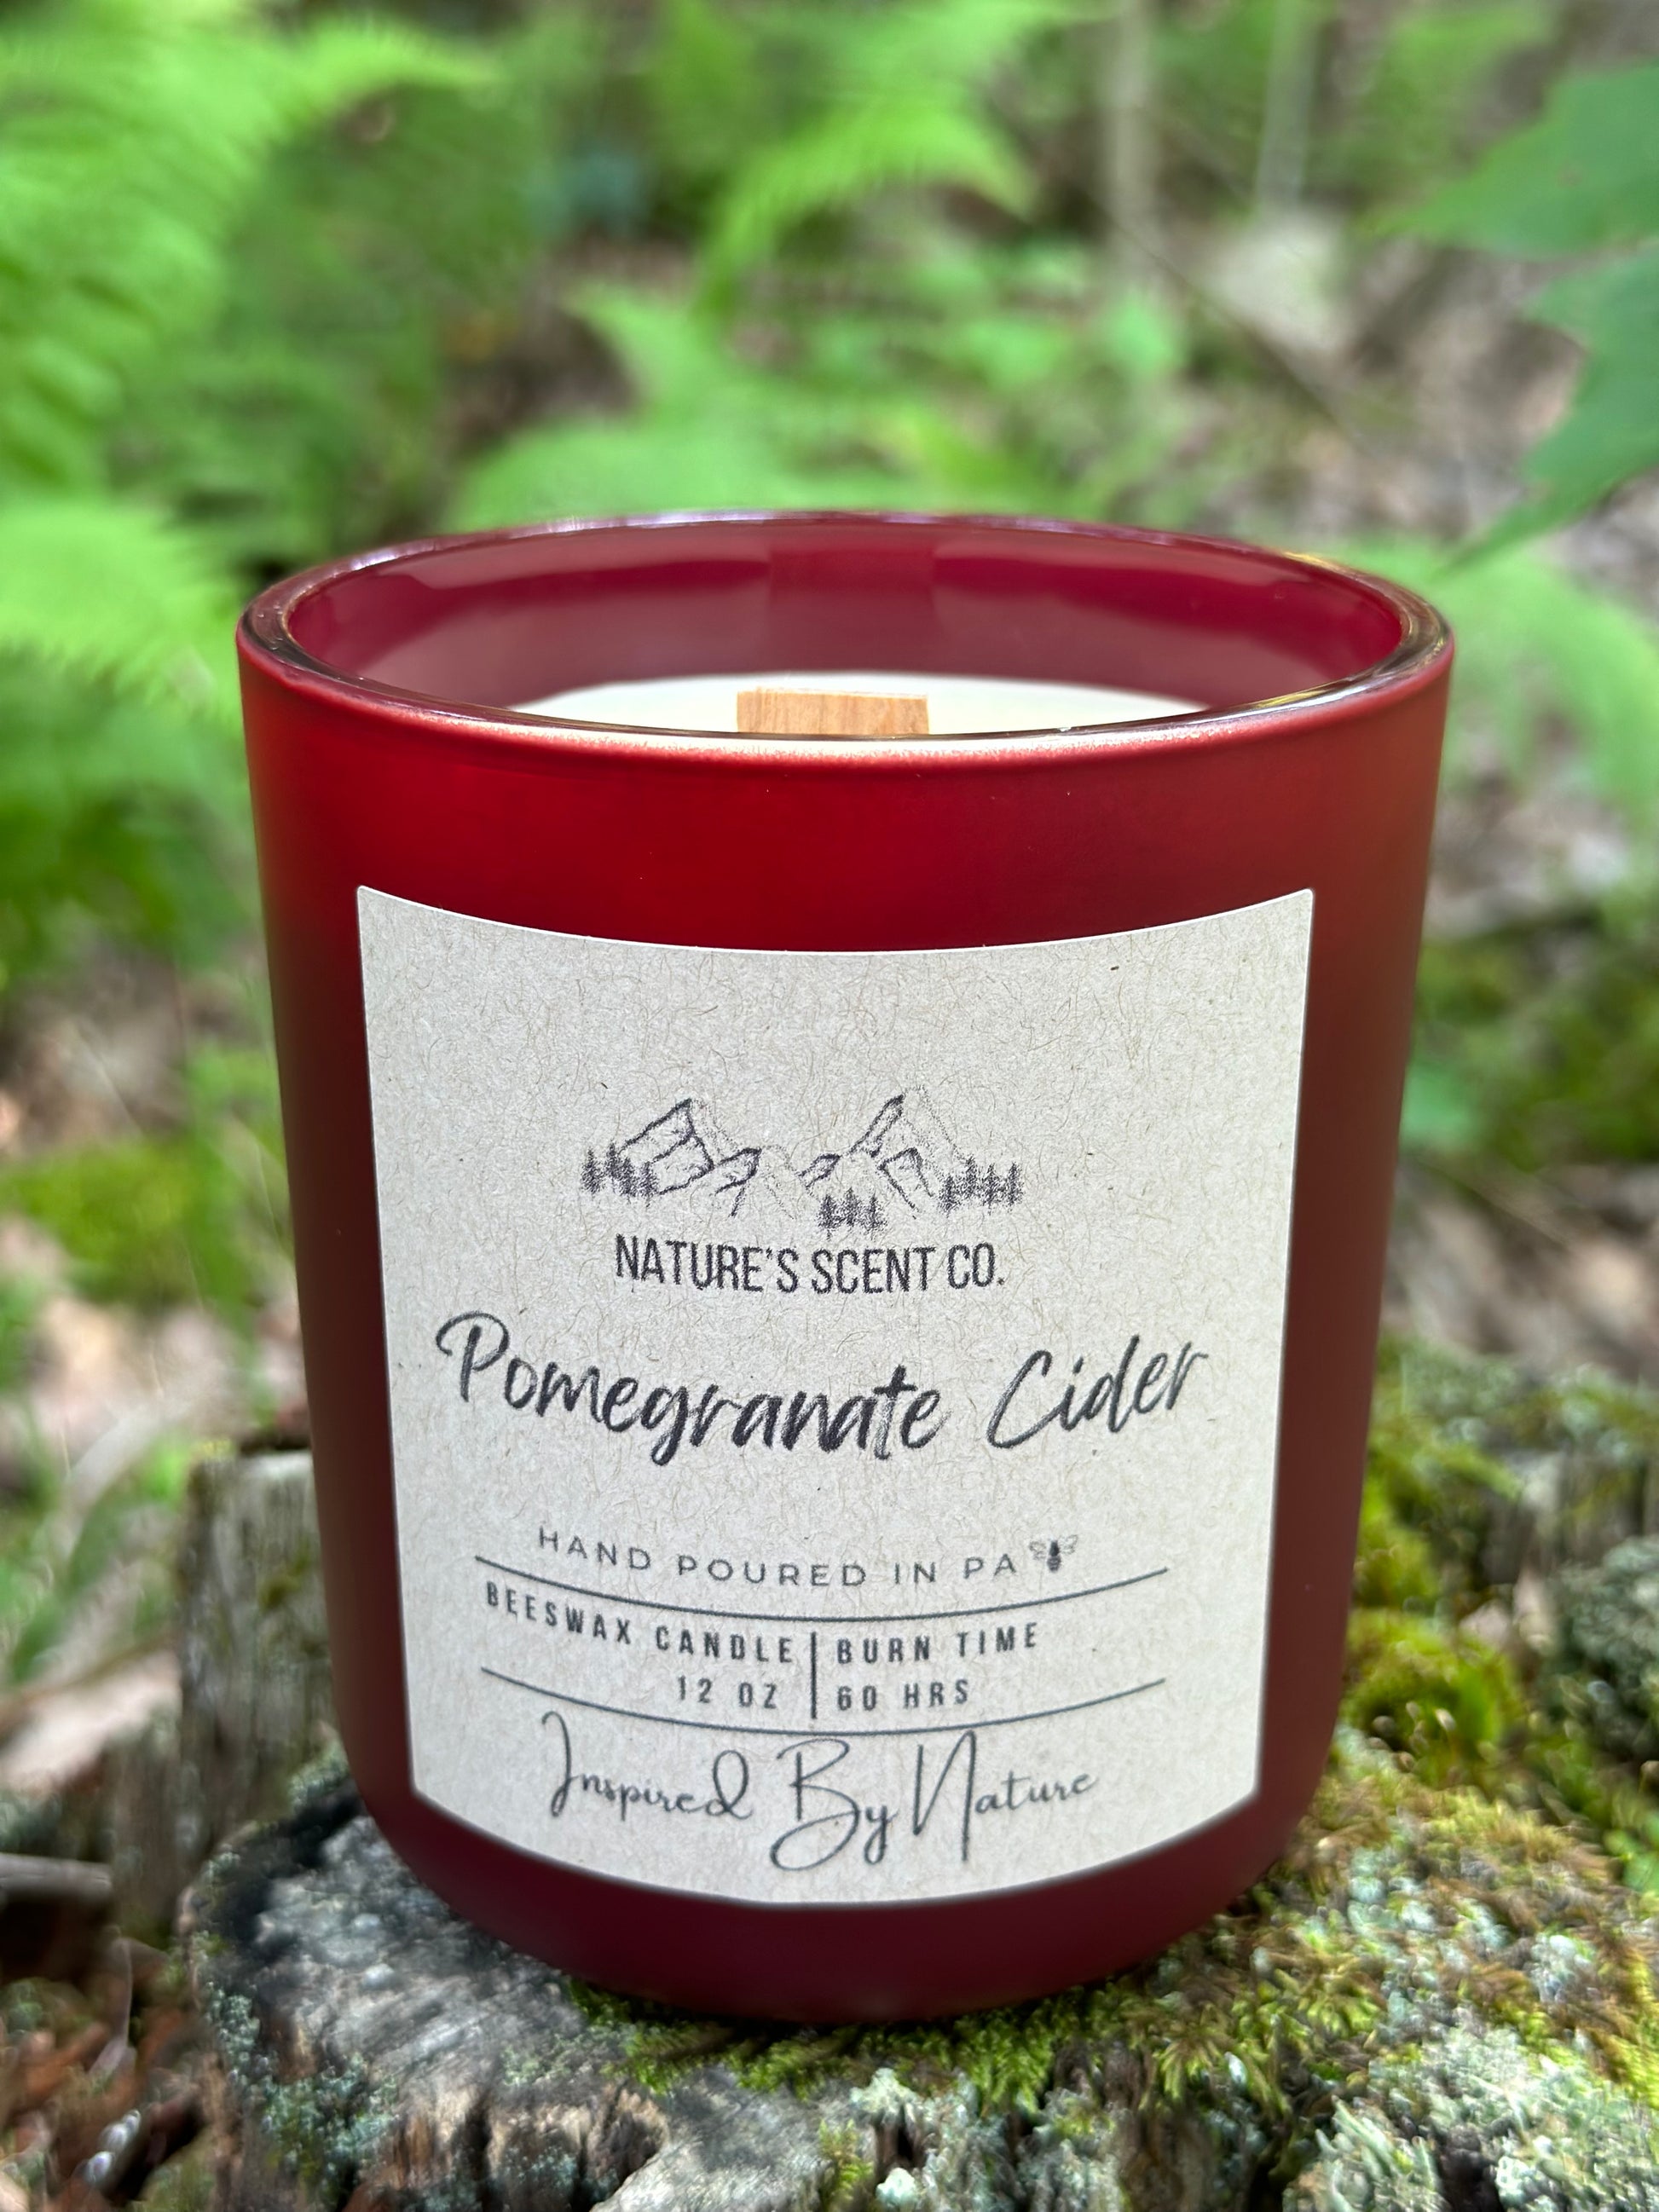 NATURE'S SCENT CO.
Pomegranate Cider
HAND POURED IN PA
BEESWAX CANDLE | BURN TIME
12 OZ | 60 HRS
Inspired By Nature